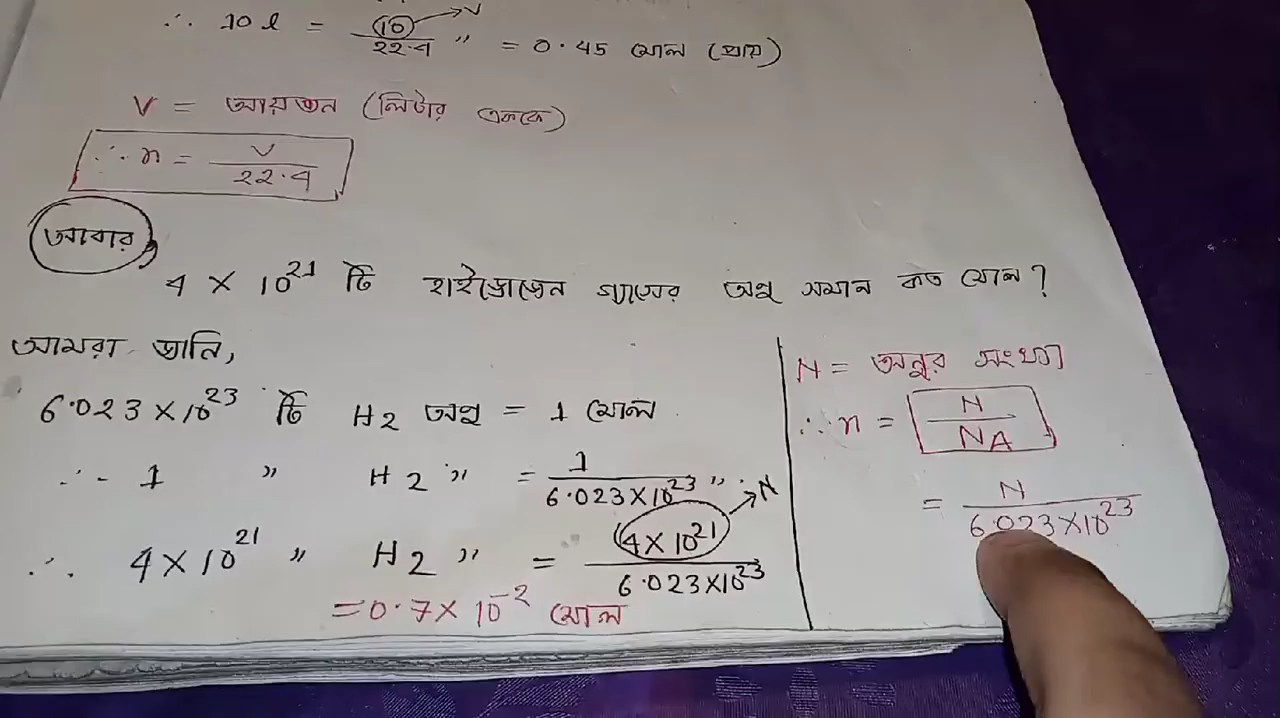 ∴ 10 l = 10/22.4 " = 0.45 মোল (প্রায়)
V
V = আয়তন (লিটার এককে)
∴ n = V/22.4
আবার,
4 × 10²¹ টি হাইড্রোজেন গ্যাসের অণু সমান কত মোল ?
আমরা জানি,
6.023 × 10²³ টি H₂ অণু = 1 মোল
∴ 1 " H₂ " = 1/6.023×10²³ "
∴ 4 × 10²¹ " H₂ " = 4×10²¹/6.023×10²³
N
= 0.7 × 10⁻² মোল
N = অণুর সংখ্যা
∴ n = N/NA
= N/6.023×10²³